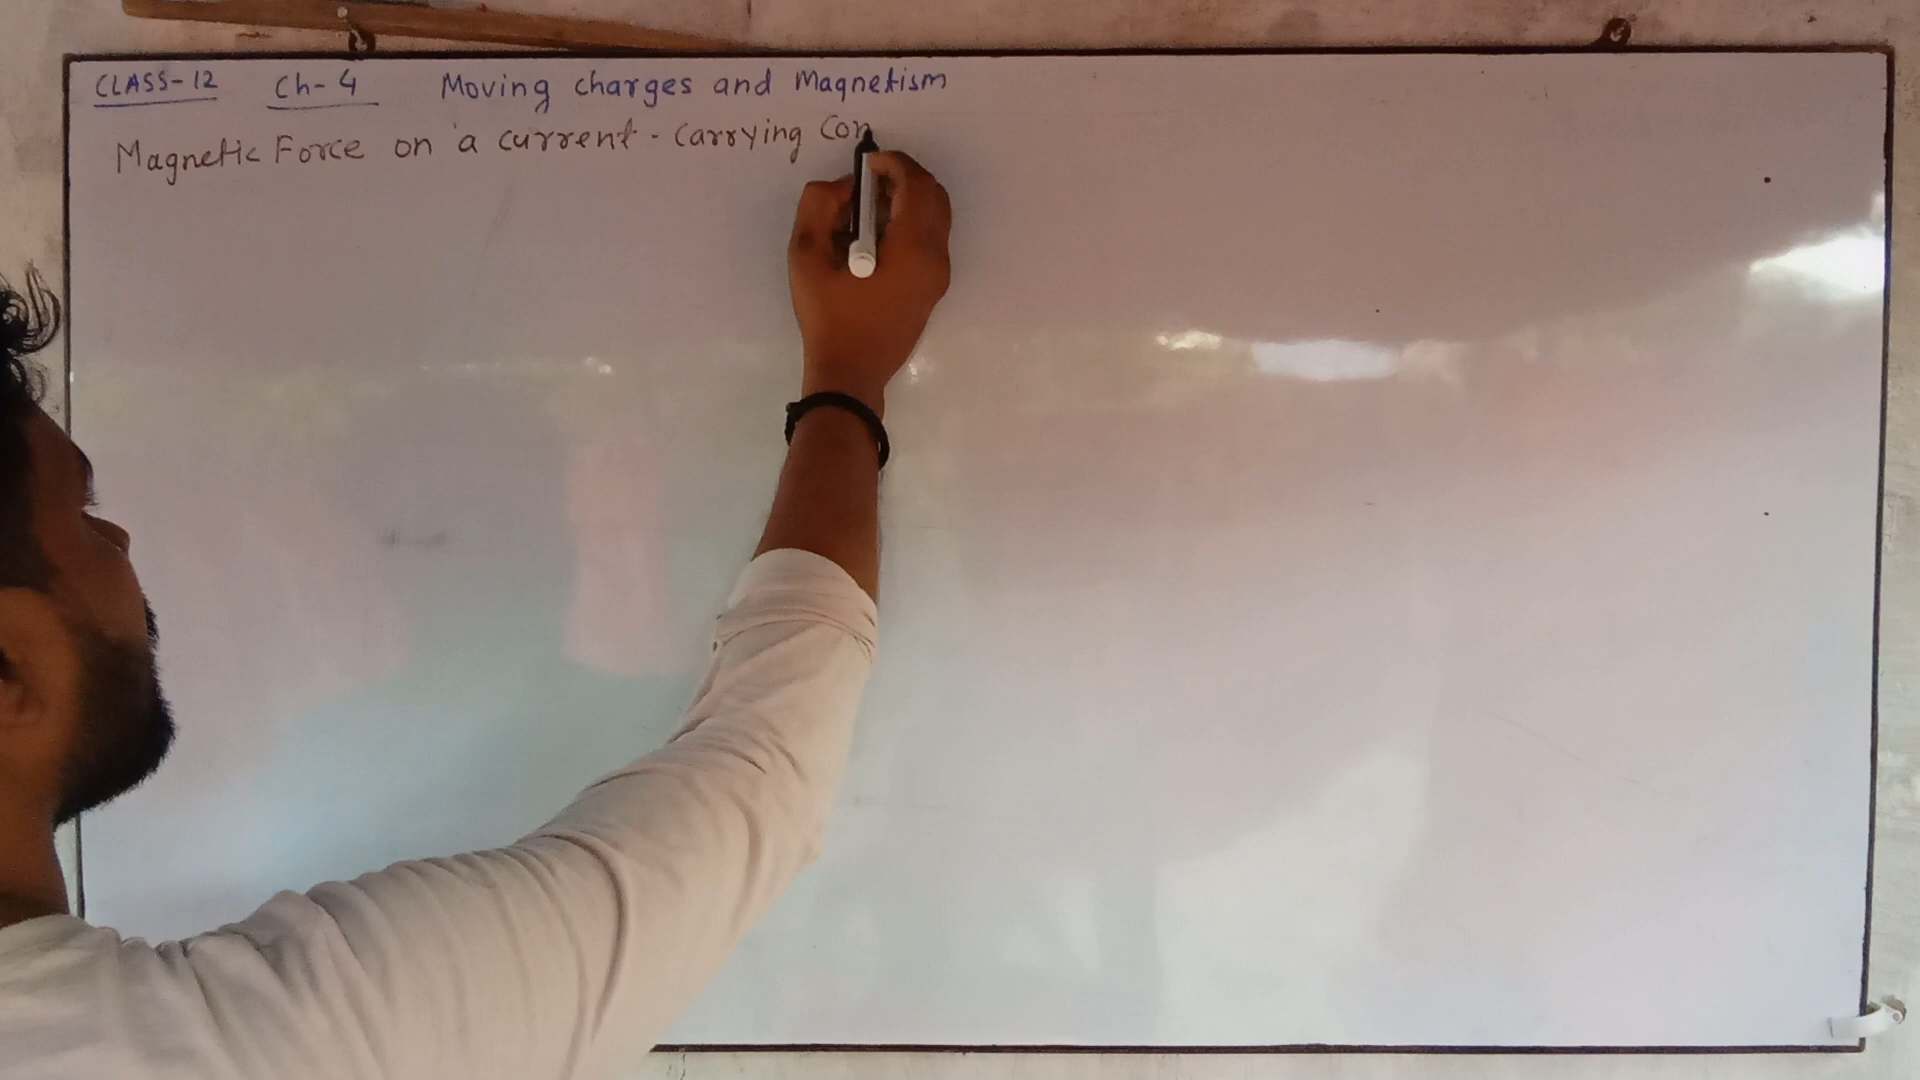 CLASS-12 Ch-4 Moving charges and Magnetism
Magnetic Force on a current-carrying Con